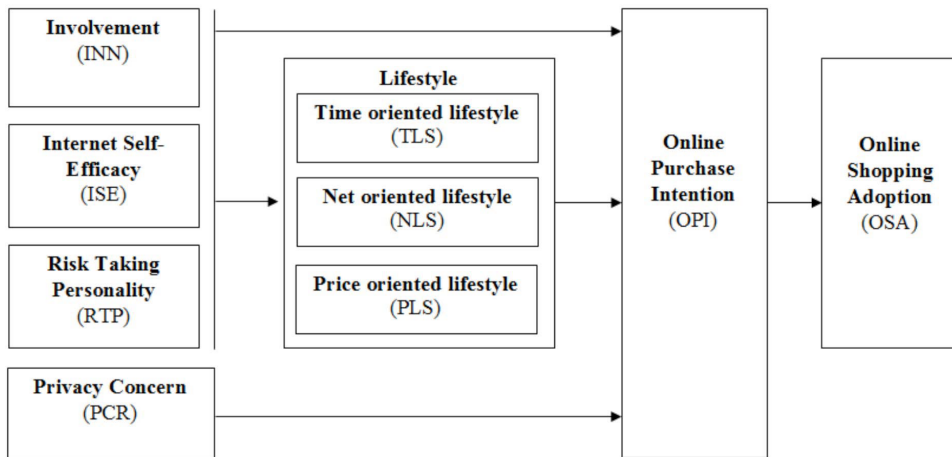 Involvement
(INN)
Internet Self-
Efficacy
(ISE)
Risk Taking
Personality
(RTP)
Privacy Concern
(PCR)
Lifestyle
Time oriented lifestyle
(TLS)
Net oriented lifestyle
(NLS)
Price oriented lifestyle
(PLS)
Online
Purchase
Intention
(OPI)
Online
Shopping
Adoption
(OSA)